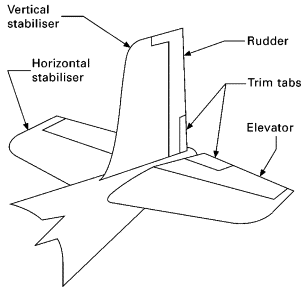 Vertical
stabiliser
Rudder
Horizontal
stabiliser
Trim tabs
Elevator